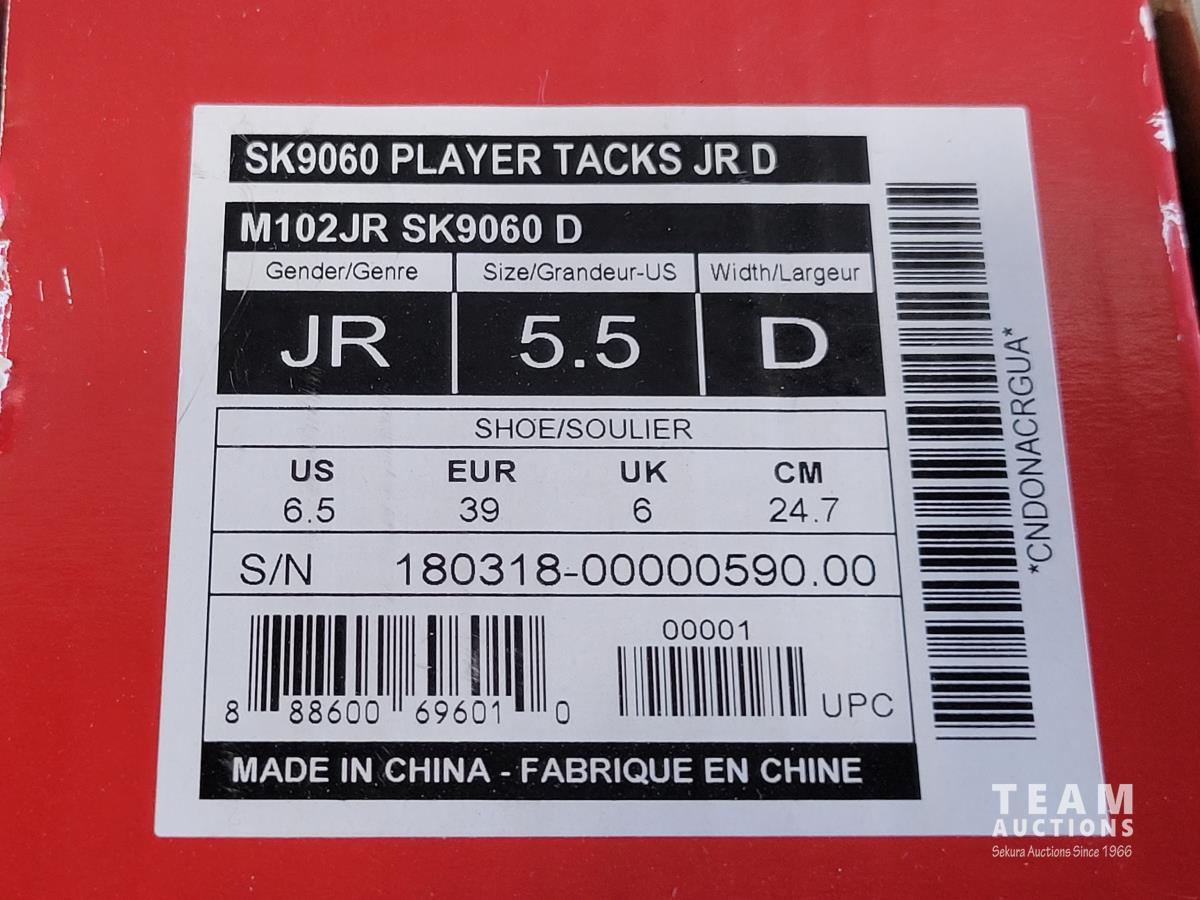 SK9060 PLAYER TACKS JR D
M102JR SK9060 D
Gender/Genre Size/Grandeur-US Width/Largeur
JR 5.5 D
SHOE/SOULIER
US EUR UK CM
6.5 39 6 24.7
S/N 180318-00000590.00
00001
8 88600 69601 0 UPC
MADE IN CHINA - FABRIQUE EN CHINE
*CNDONACRGUA*
TEAM
AUCTIONS
Sekura Auctions Since 1966